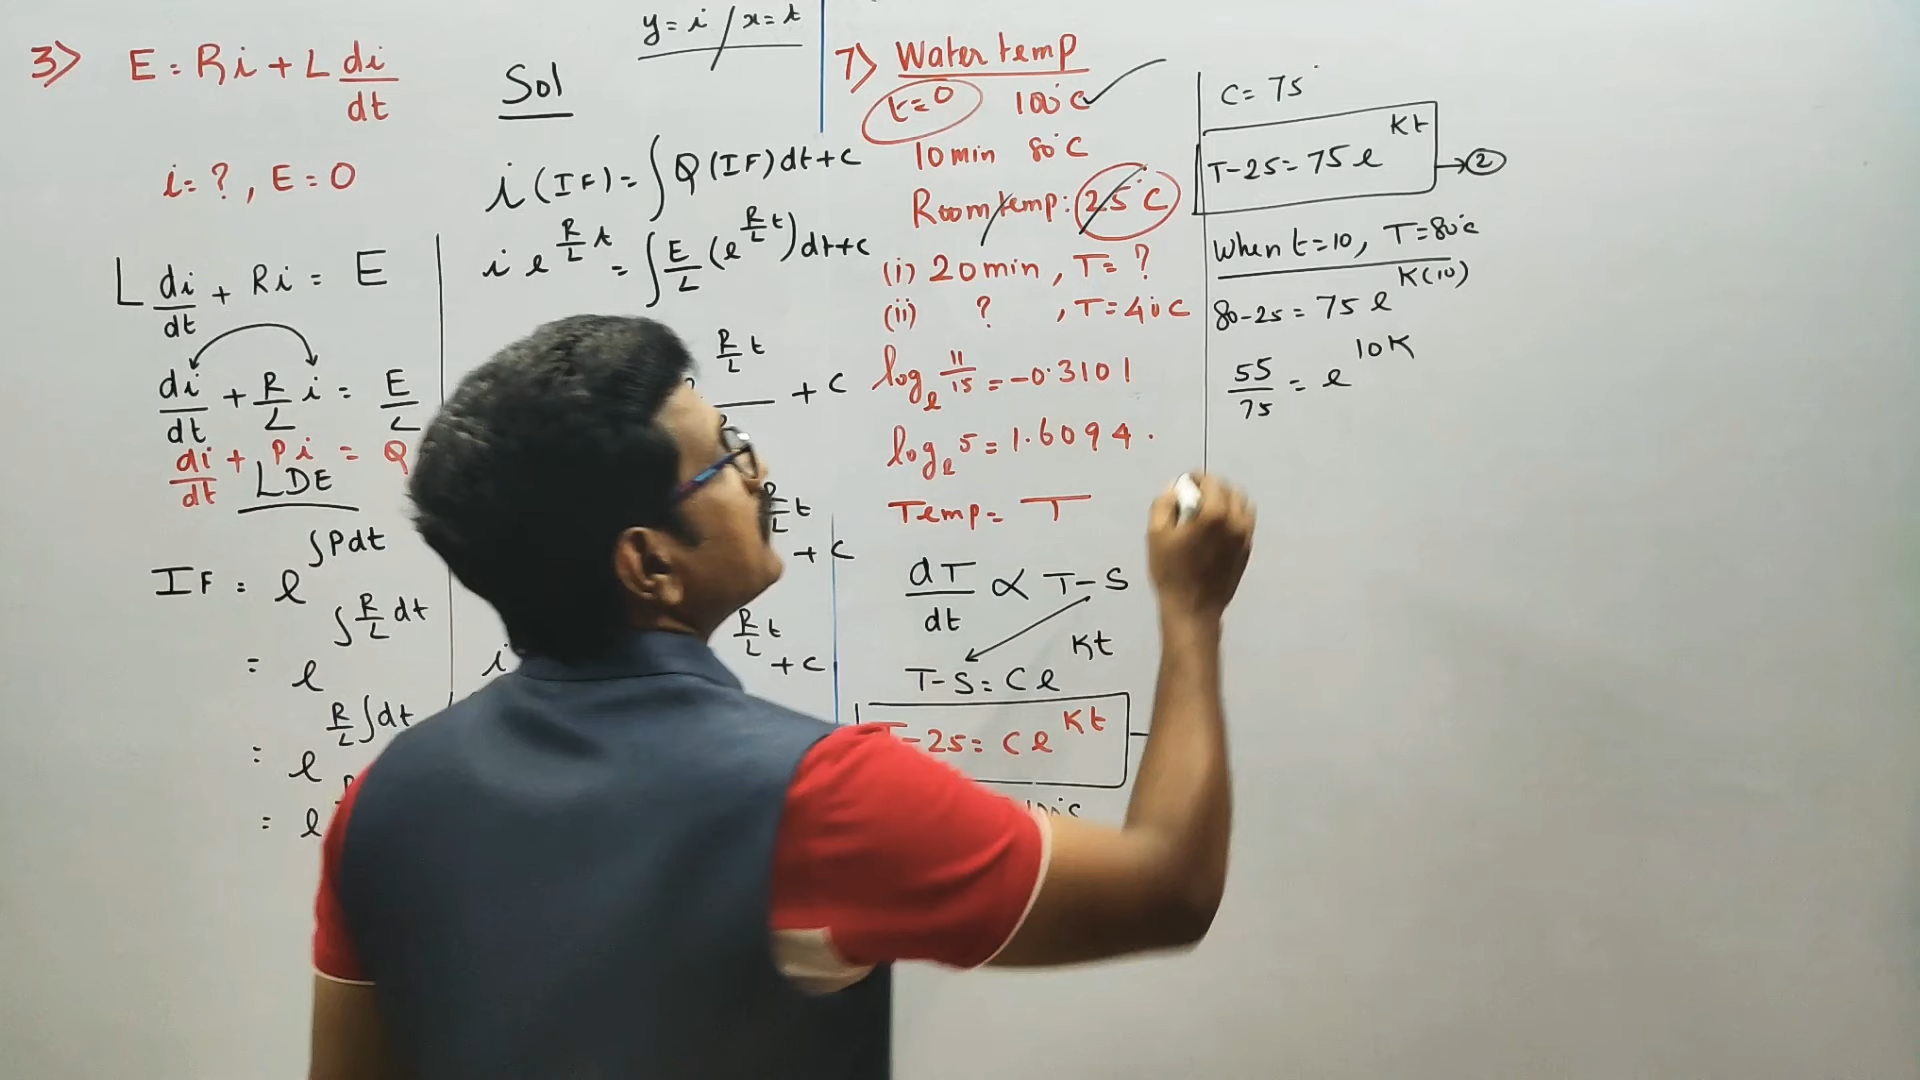 3) E = Ri + L di/dt
i = ?, E = 0
L di/dt + Ri = E
di/dt + R/L i = E/L
di/dt + Pi = Q
LDE
IF = e^∫Pdt
= e^∫R/L dt
= e^R/L∫dt
= e
y = i / x = t
Sol
i(IF) = ∫Q(IF)dt + C
i e^(R/L t) = ∫E/L (e^(R/L t))dt + C
R/L t + C
R/L t + C
i R/L t + C
7) Water temp
t = 0 100°C
10 min 80°C
Room temp: 25°C
(i) 20 min, T = ?
(ii) ?, T = 40°C
log_e 11/15 = -0.3101
log_e 5 = 1.6094.
Temp = T
dT/dt ∝ T - S
T - S = C e^Kt
T - 25 = C e^Kt
C = 75
T - 25 = 75 e^Kt → ②
When t = 10, T = 80°C
80 - 25 = 75 e^K(10)
55/75 = e^10K